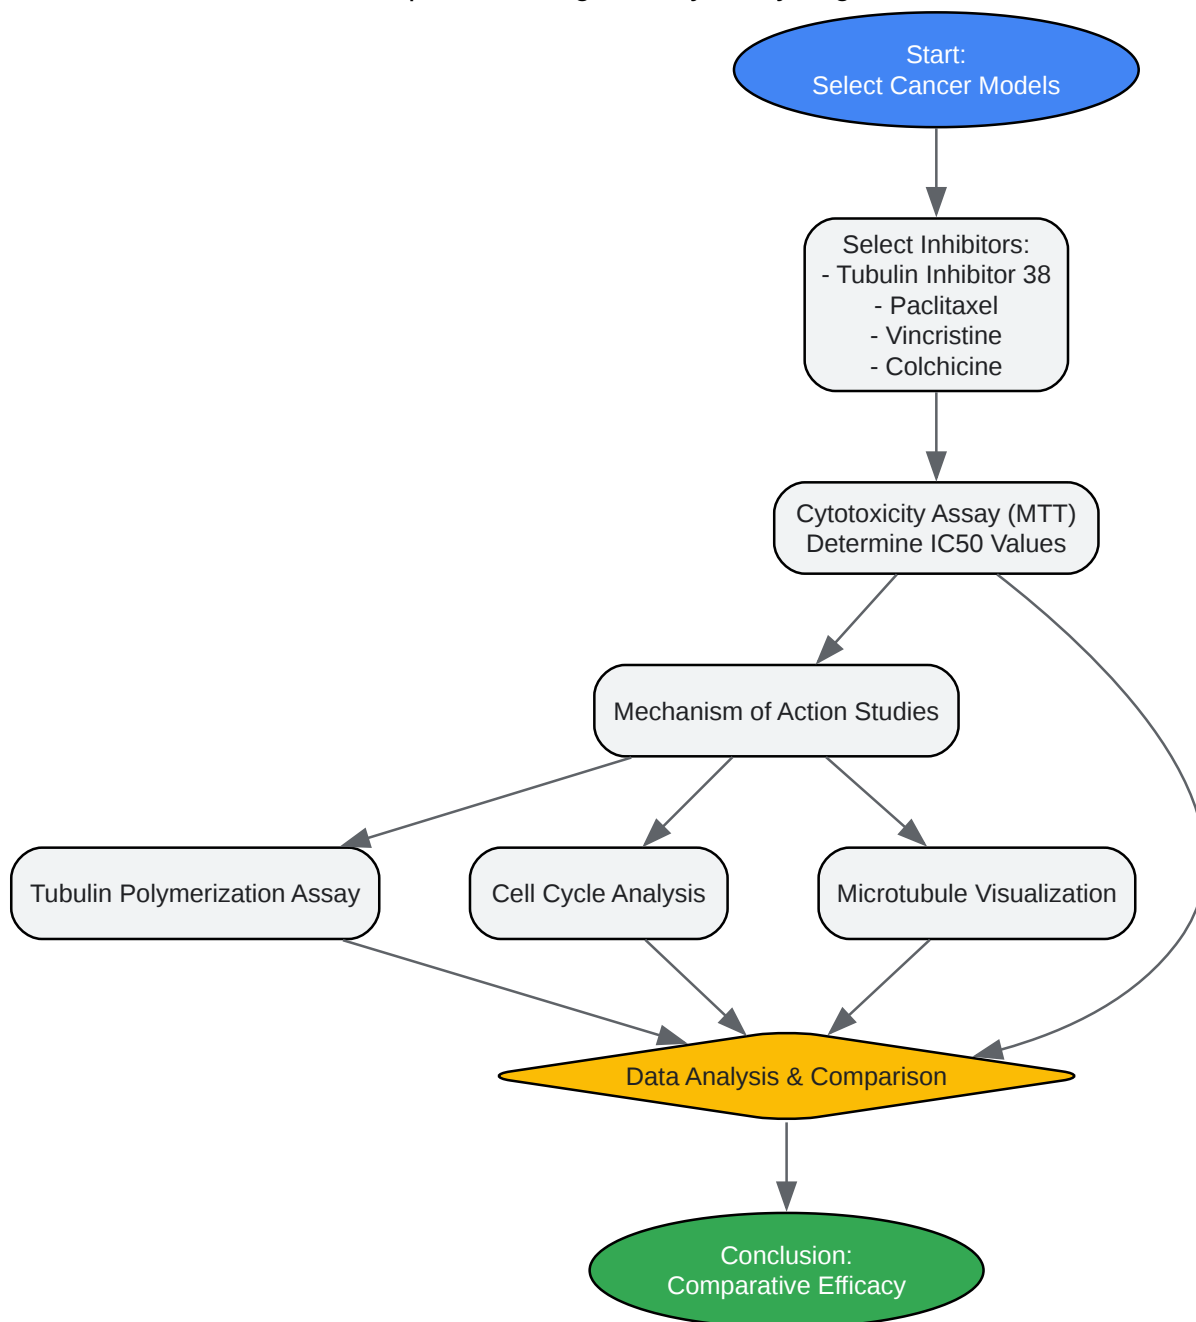 Start:
Select Cancer Models
Select Inhibitors:
- Tubulin Inhibitor 38
- Paclitaxel
- Vincristine
- Colchicine
Cytotoxicity Assay (MTT)
Determine IC50 Values
Mechanism of Action Studies
Tubulin Polymerization Assay
Cell Cycle Analysis
Microtubule Visualization
Data Analysis & Comparison
Conclusion:
Comparative Efficacy